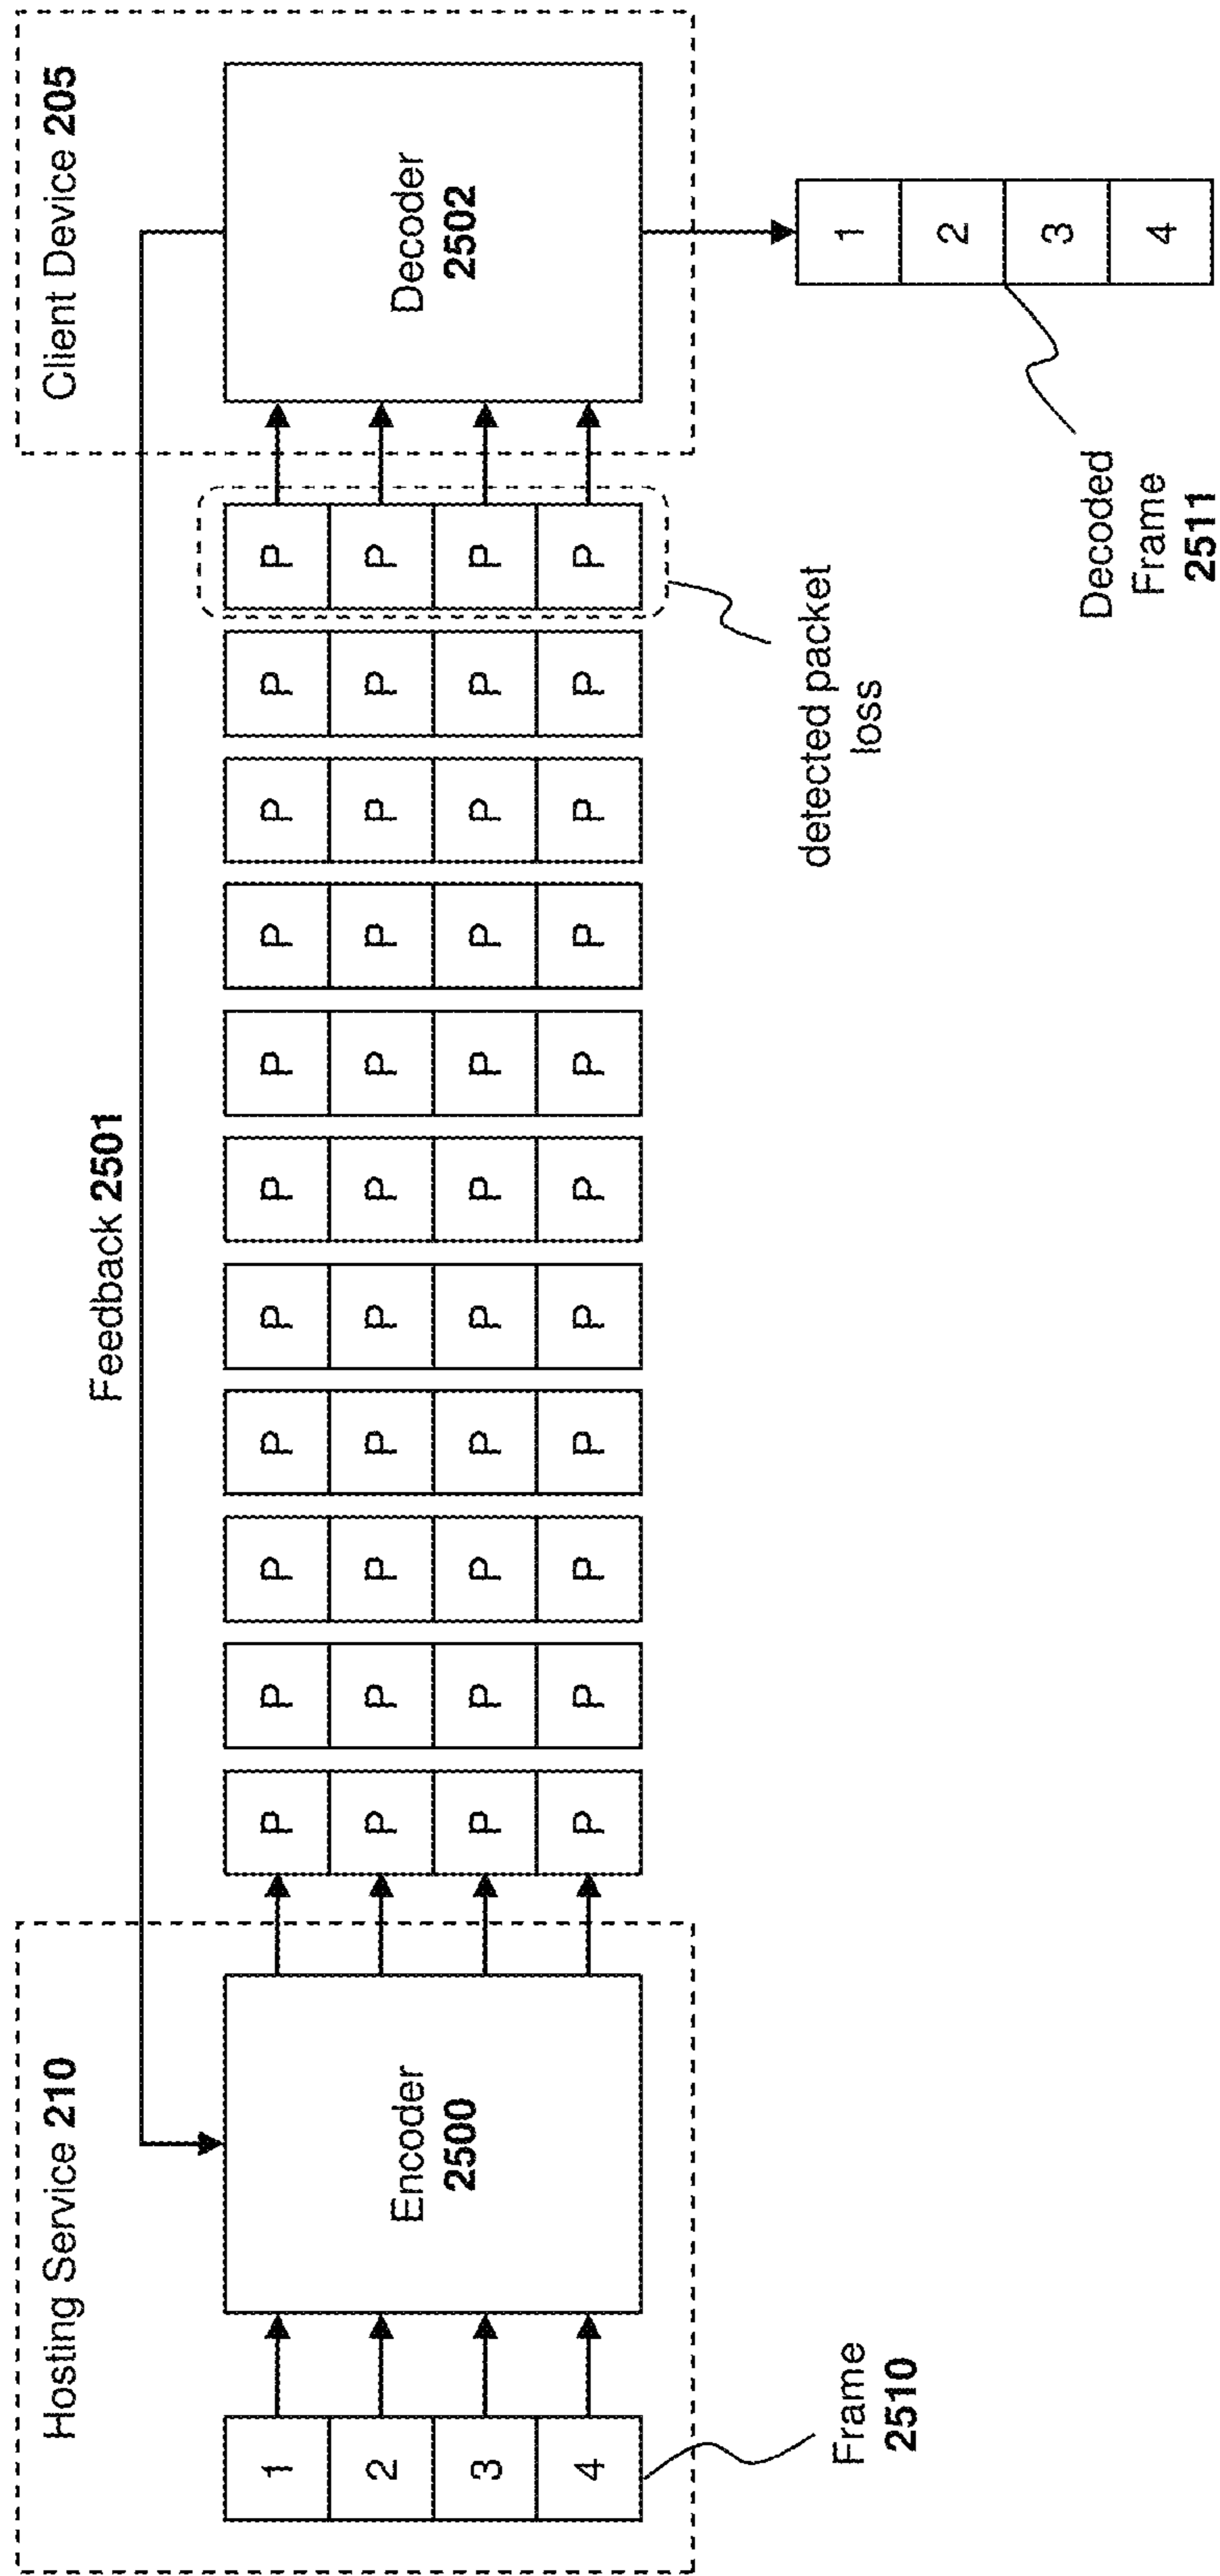 Hosting Service 210
Client Device 205
Feedback 2501
1 P P P P P P P P P P P
2 P P P P P P P P P P P
3 P P P P P P P P P P P
4 P P P P P P P P P P P
Encoder
2500
Decoder
2502
Frame
2510
detected packet
loss
1
2
3
4
Decoded
Frame
2511